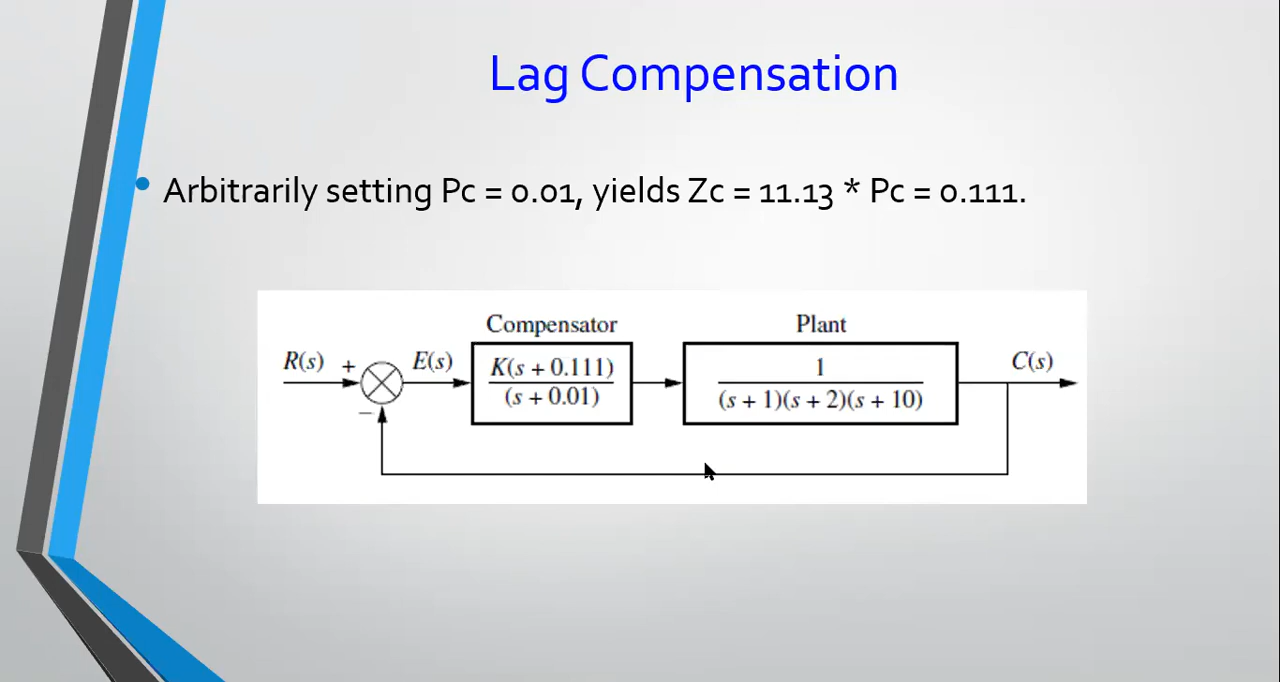 Lag Compensation
• Arbitrarily setting Pc = 0.01, yields Zc = 11.13 * Pc = 0.111.
Compensator
Plant
R(s)
+
E(s)
K(s + 0.111)
(s + 0.01)
1
(s + 1)(s + 2)(s + 10)
C(s)
−